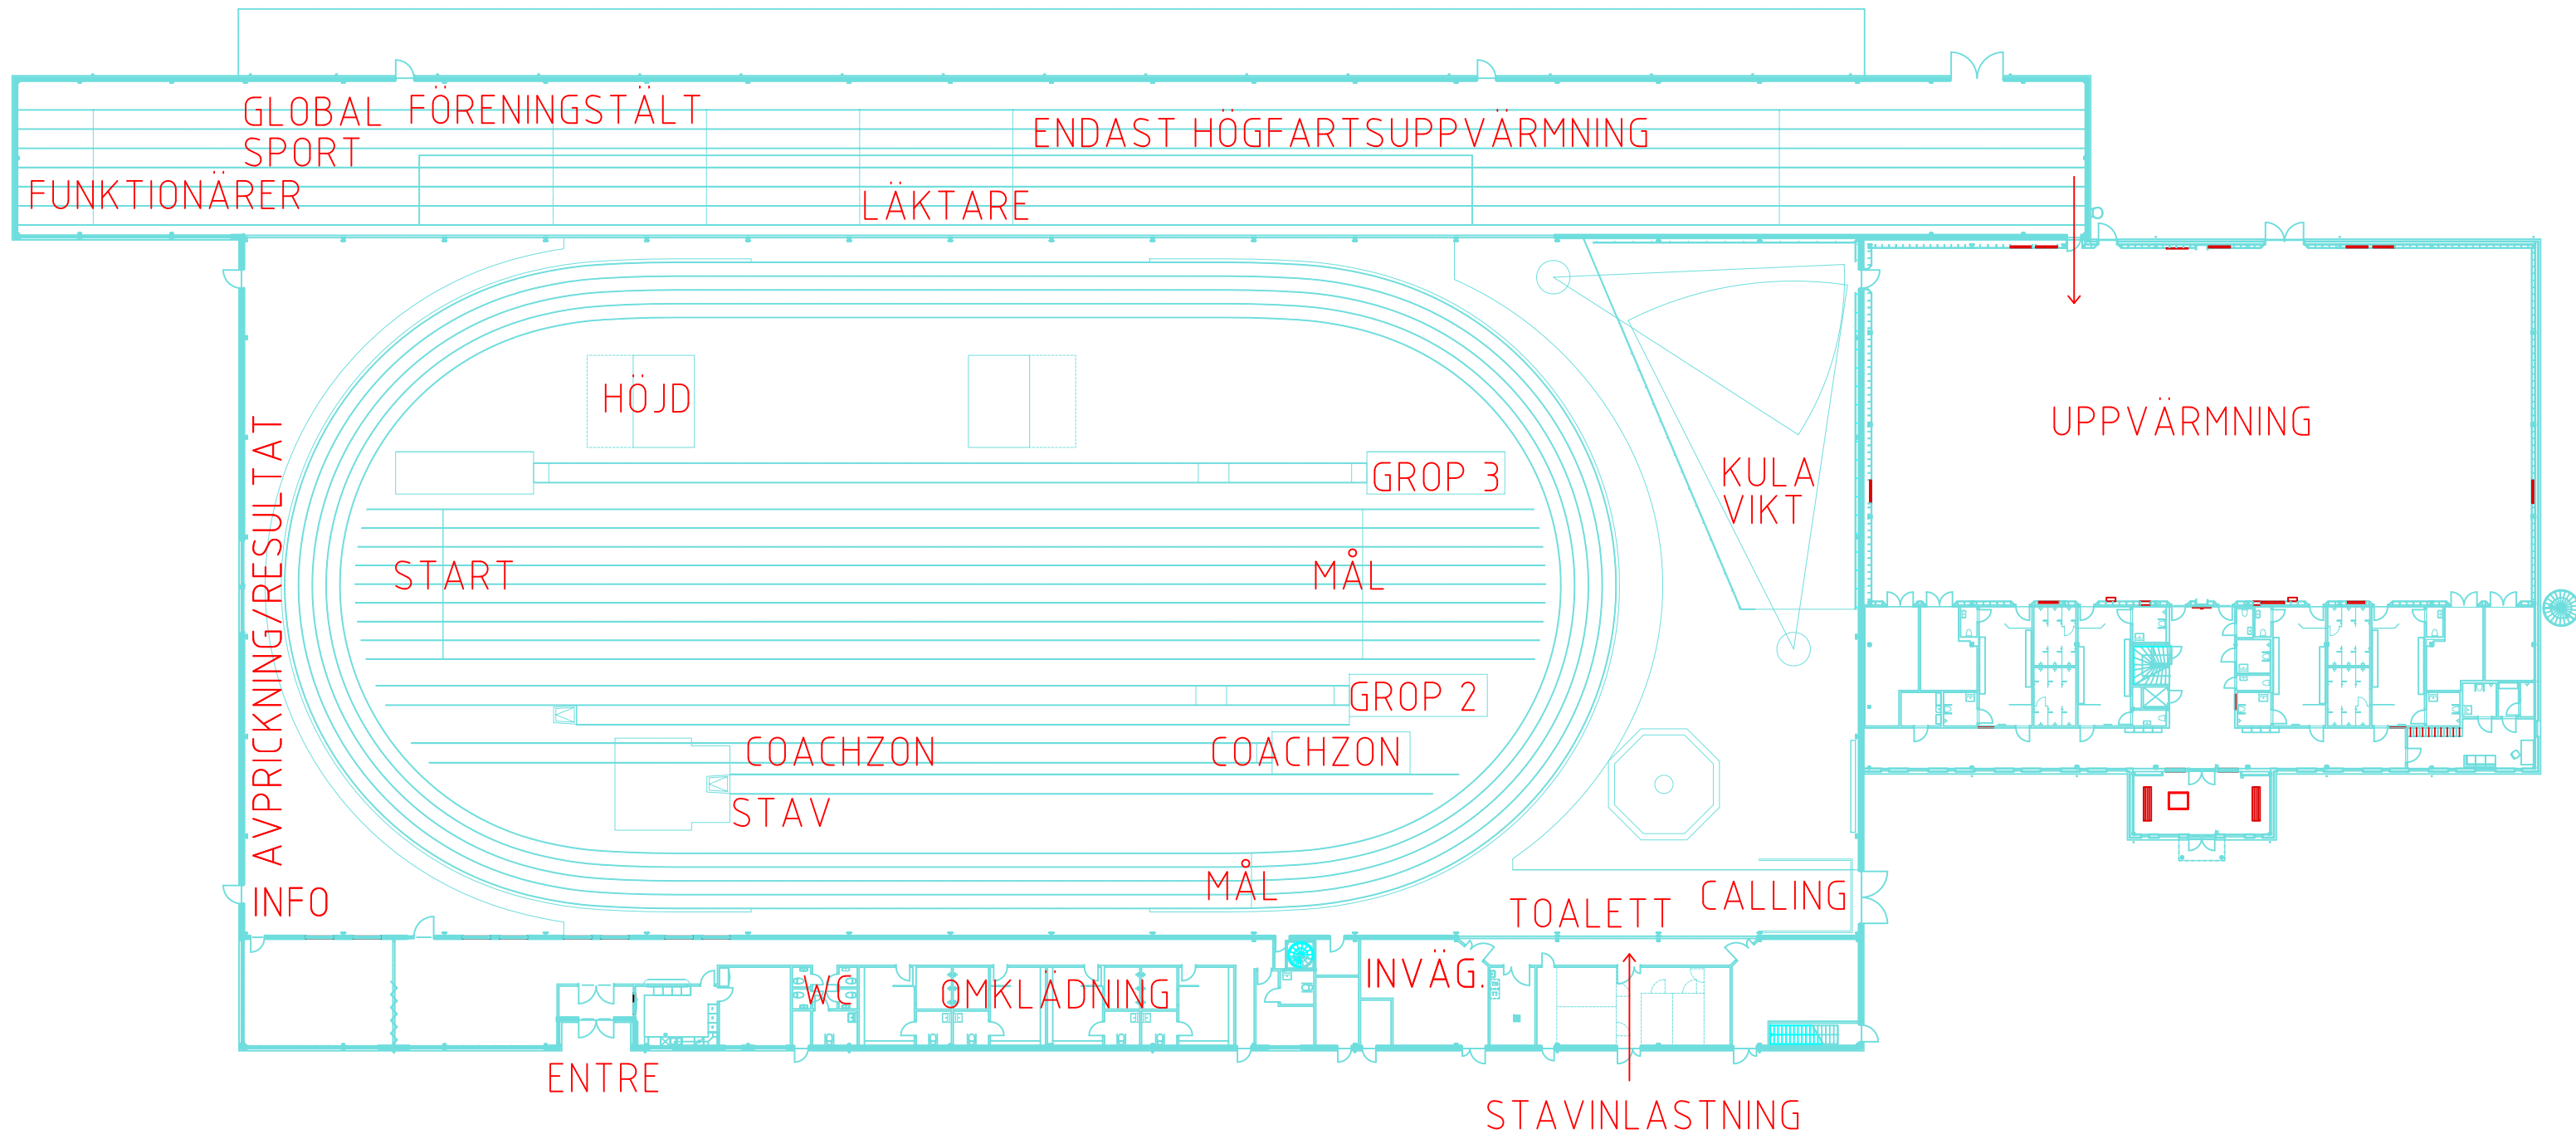 GLOBAL
SPORT
FÖRENINGSTÄLT
ENDAST HÖGFARTSUPPVÄRMNING
FUNKTIONÄRER
LÄKTARE
HÖJD
UPPVÄRMNING
GROP 3
KULA
VIKT
AVPRICKNING/RESULTAT
START
MÅL
GROP 2
COACHZON
COACHZON
STAV
MÅL
INFO
CALLING
TOALETT
INVÄG.
WC
OMKLÄDNING
ENTRE
STAVINLASTNING